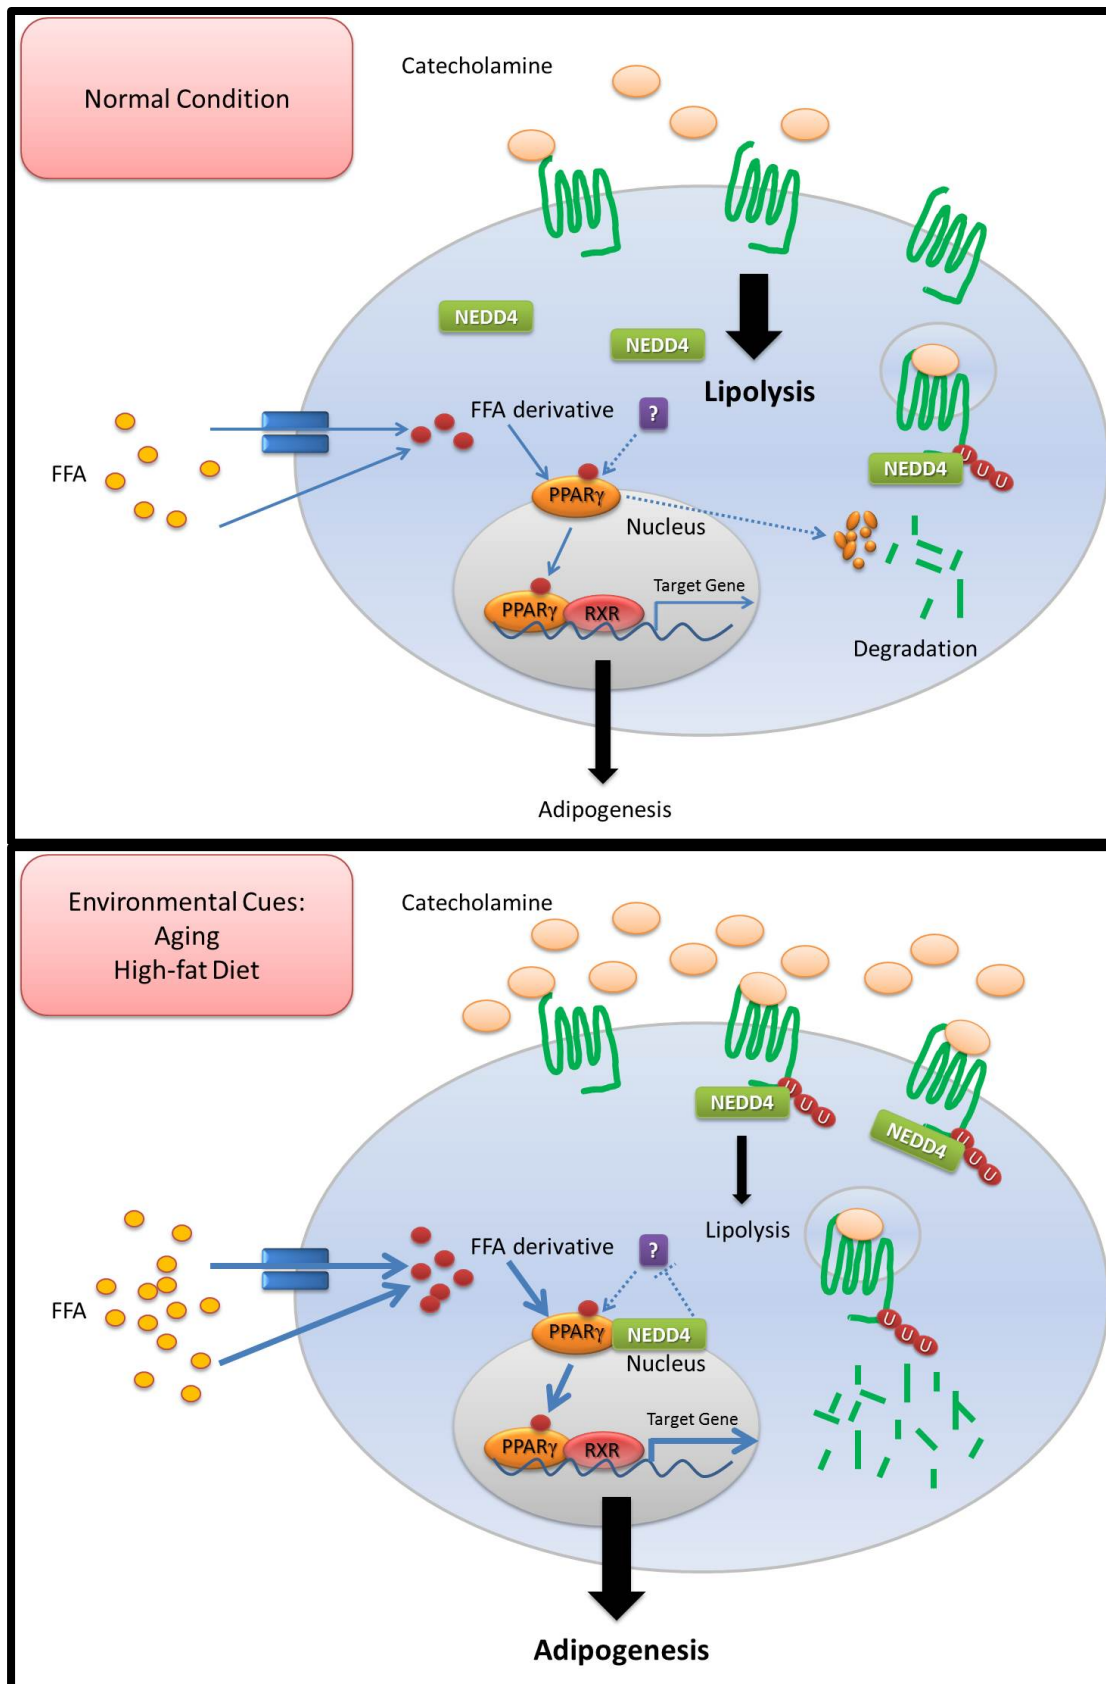 Normal Condition
Catecholamine
NEDD4
NEDD4
Lipolysis
FFA derivative
?
FFA
NEDD4
U
U
U
PPARγ
Nucleus
Target Gene
PPARγ
RXR
Degradation
Adipogenesis
Environmental Cues:
Aging
High-fat Diet
Catecholamine
NEDD4
U
U
U
NEDD4
U
U
U
Lipolysis
FFA derivative
?
FFA
PPARγ
NEDD4
U
U
U
Nucleus
Target Gene
PPARγ
RXR
Adipogenesis